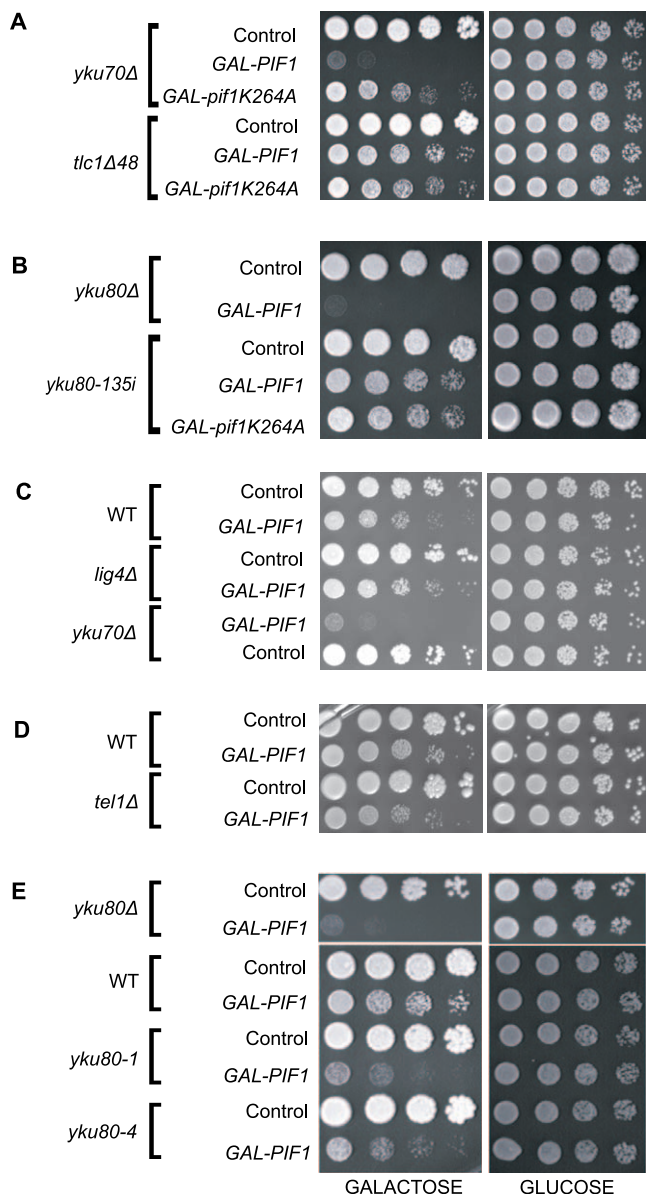 A
yku70Δ
Control
GAL-PIF1
GAL-pif1K264A
tlc1Δ48
Control
GAL-PIF1
GAL-pif1K264A
B
yku80Δ
Control
GAL-PIF1
yku80-135i
Control
GAL-PIF1
GAL-pif1K264A
C
WT
Control
GAL-PIF1
lig4Δ
Control
GAL-PIF1
yku70Δ
GAL-PIF1
Control
D
WT
Control
GAL-PIF1
tel1Δ
Control
GAL-PIF1
E
yku80Δ
Control
GAL-PIF1
WT
Control
GAL-PIF1
yku80-1
Control
GAL-PIF1
yku80-4
Control
GAL-PIF1
GALACTOSE GLUCOSE